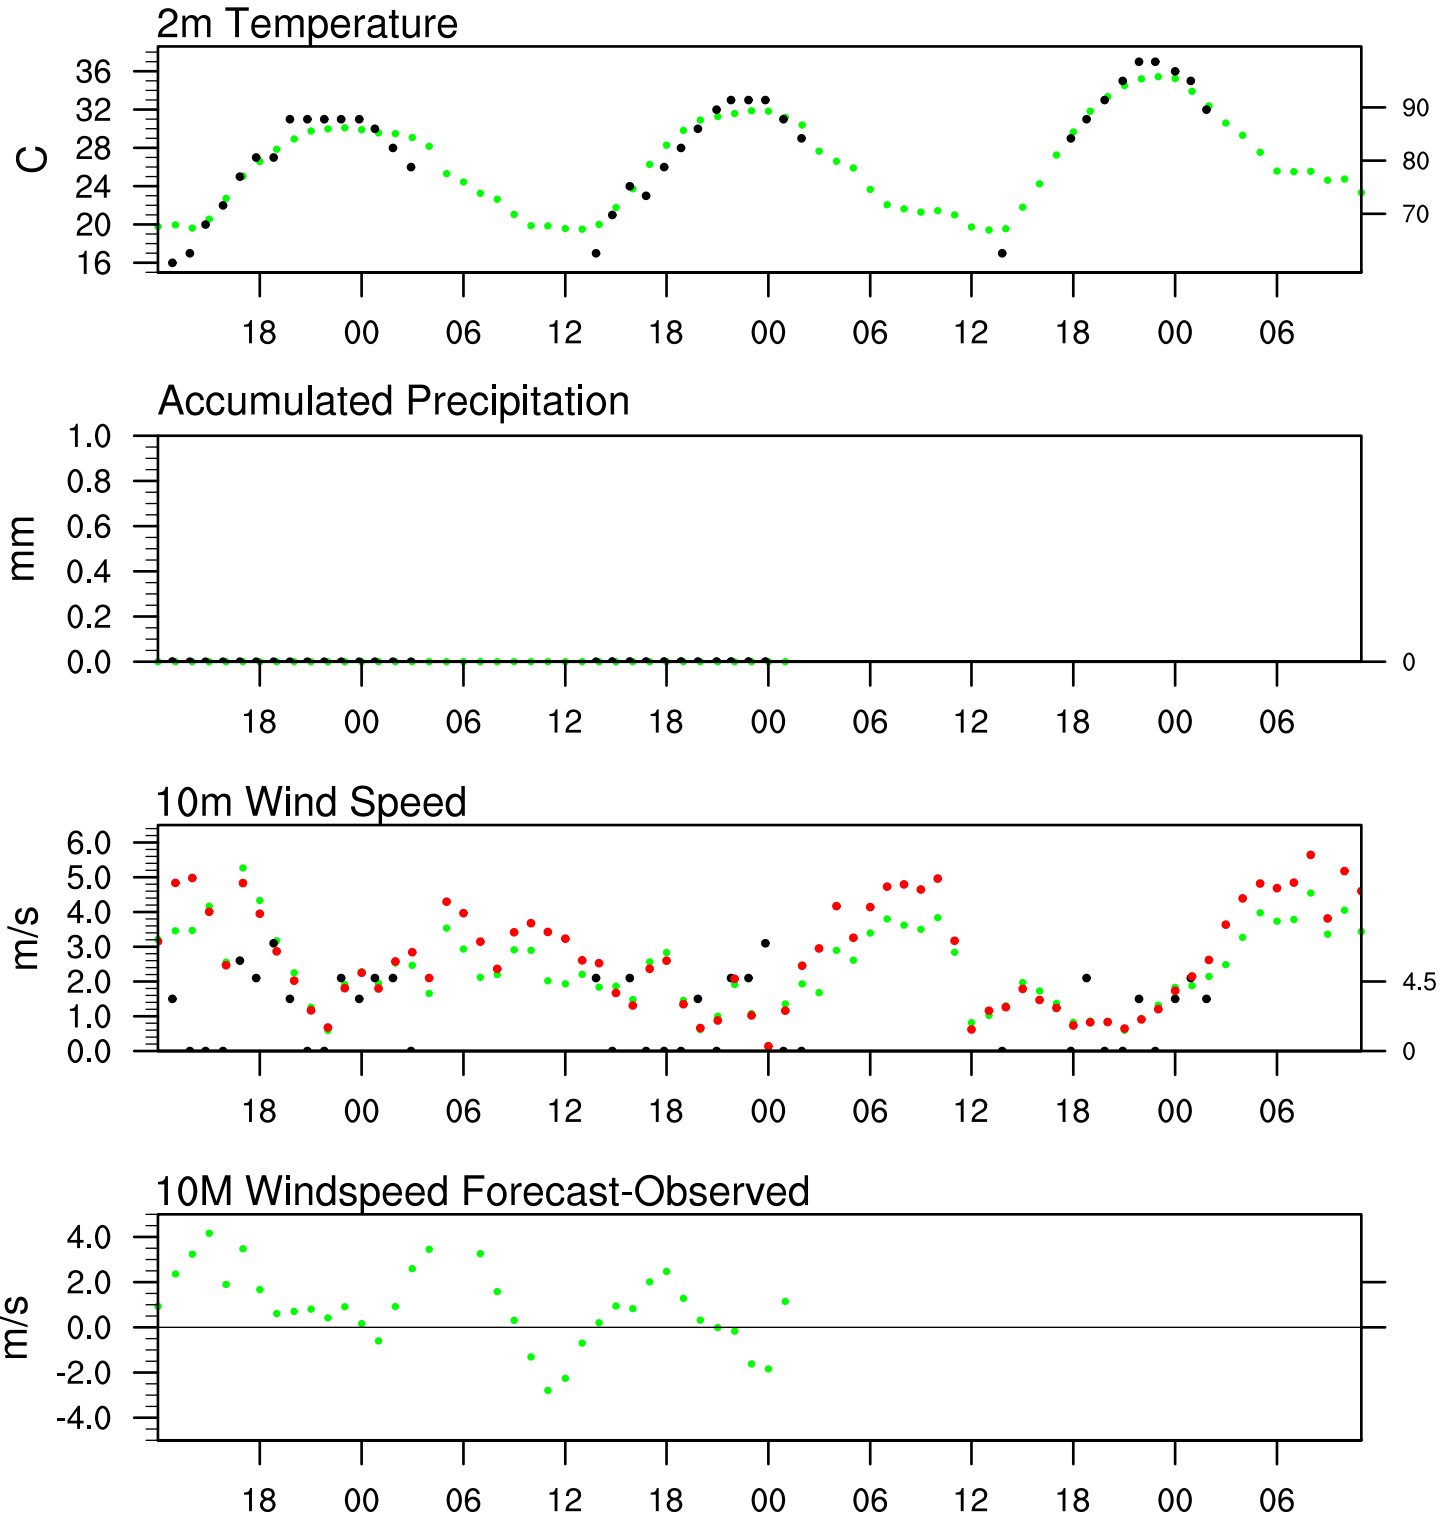 2m Temperature
C
36
32
28
24
20
16
90
80
70
18 00 06 12 18 00 06 12 18 00 06
Accumulated Precipitation
mm
1.0
0.8
0.6
0.4
0.2
0.0
0
18 00 06 12 18 00 06 12 18 00 06
10m Wind Speed
m/s
6.0
5.0
4.0
3.0
2.0
1.0
0.0
4.5
0
18 00 06 12 18 00 06 12 18 00 06
10M Windspeed Forecast-Observed
m/s
4.0
2.0
0.0
-2.0
-4.0
18 00 06 12 18 00 06 12 18 00 06